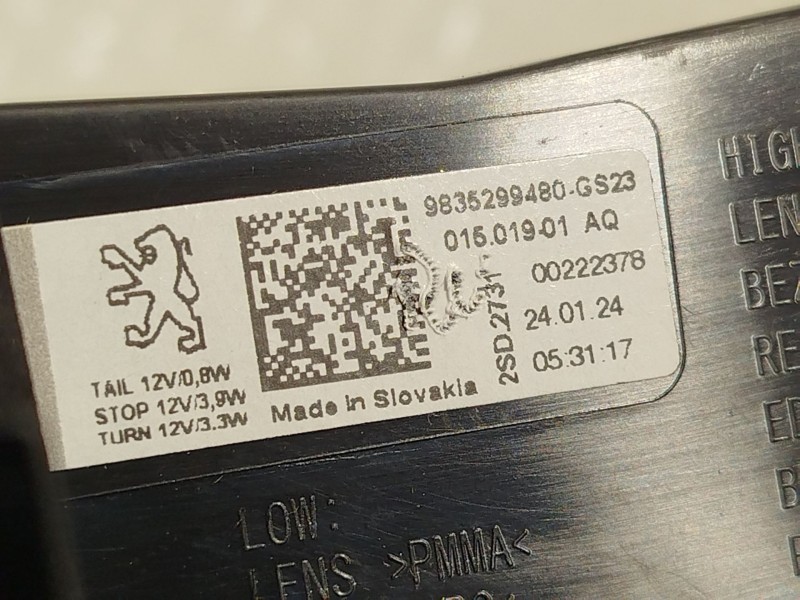 9835299480-GS23
015.019-01 AQ
00222378
24.01.24
05:31:17
2SD.2731
TAIL 12V/0,8W
STOP 12V/3,9W
TURN 12V/3.3W
Made in Slovakia
LOW:
LENS >PMMA<